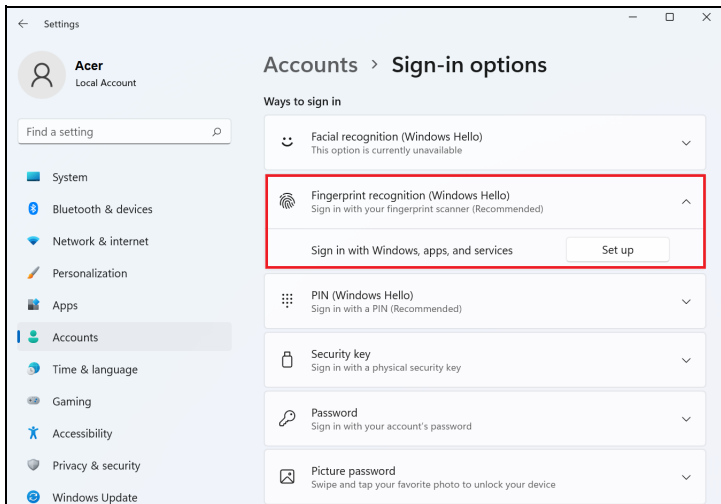 Settings
Acer
Local Account
Find a setting
System
Bluetooth & devices
Network & internet
Personalization
Apps
Accounts
Time & language
Gaming
Accessibility
Privacy & security
Windows Update
Accounts > Sign-in options
Ways to sign in
Facial recognition (Windows Hello)
This option is currently unavailable
Fingerprint recognition (Windows Hello)
Sign in with your fingerprint scanner (Recommended)
Sign in with Windows, apps, and services
Set up
PIN (Windows Hello)
Sign in with a PIN (Recommended)
Security key
Sign in with a physical security key
Password
Sign in with your account's password
Picture password
Swipe and tap your favorite photo to unlock your device